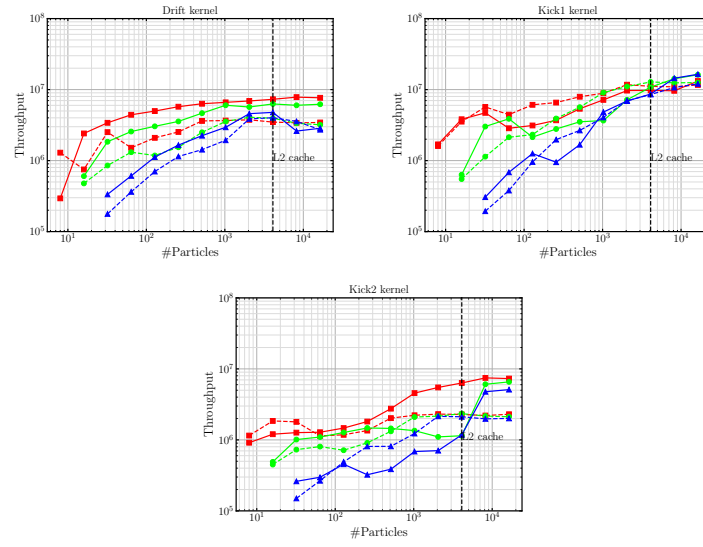 Drift kernel
10^8
10^7
10^6
10^5
Throughput
L2 cache
10^1
10^2
10^3
10^4
#Particles
Kick1 kernel
10^8
10^7
10^6
10^5
Throughput
L2 cache
10^1
10^2
10^3
10^4
#Particles
Kick2 kernel
10^8
10^7
10^6
10^5
Throughput
L2 cache
10^1
10^2
10^3
10^4
#Particles